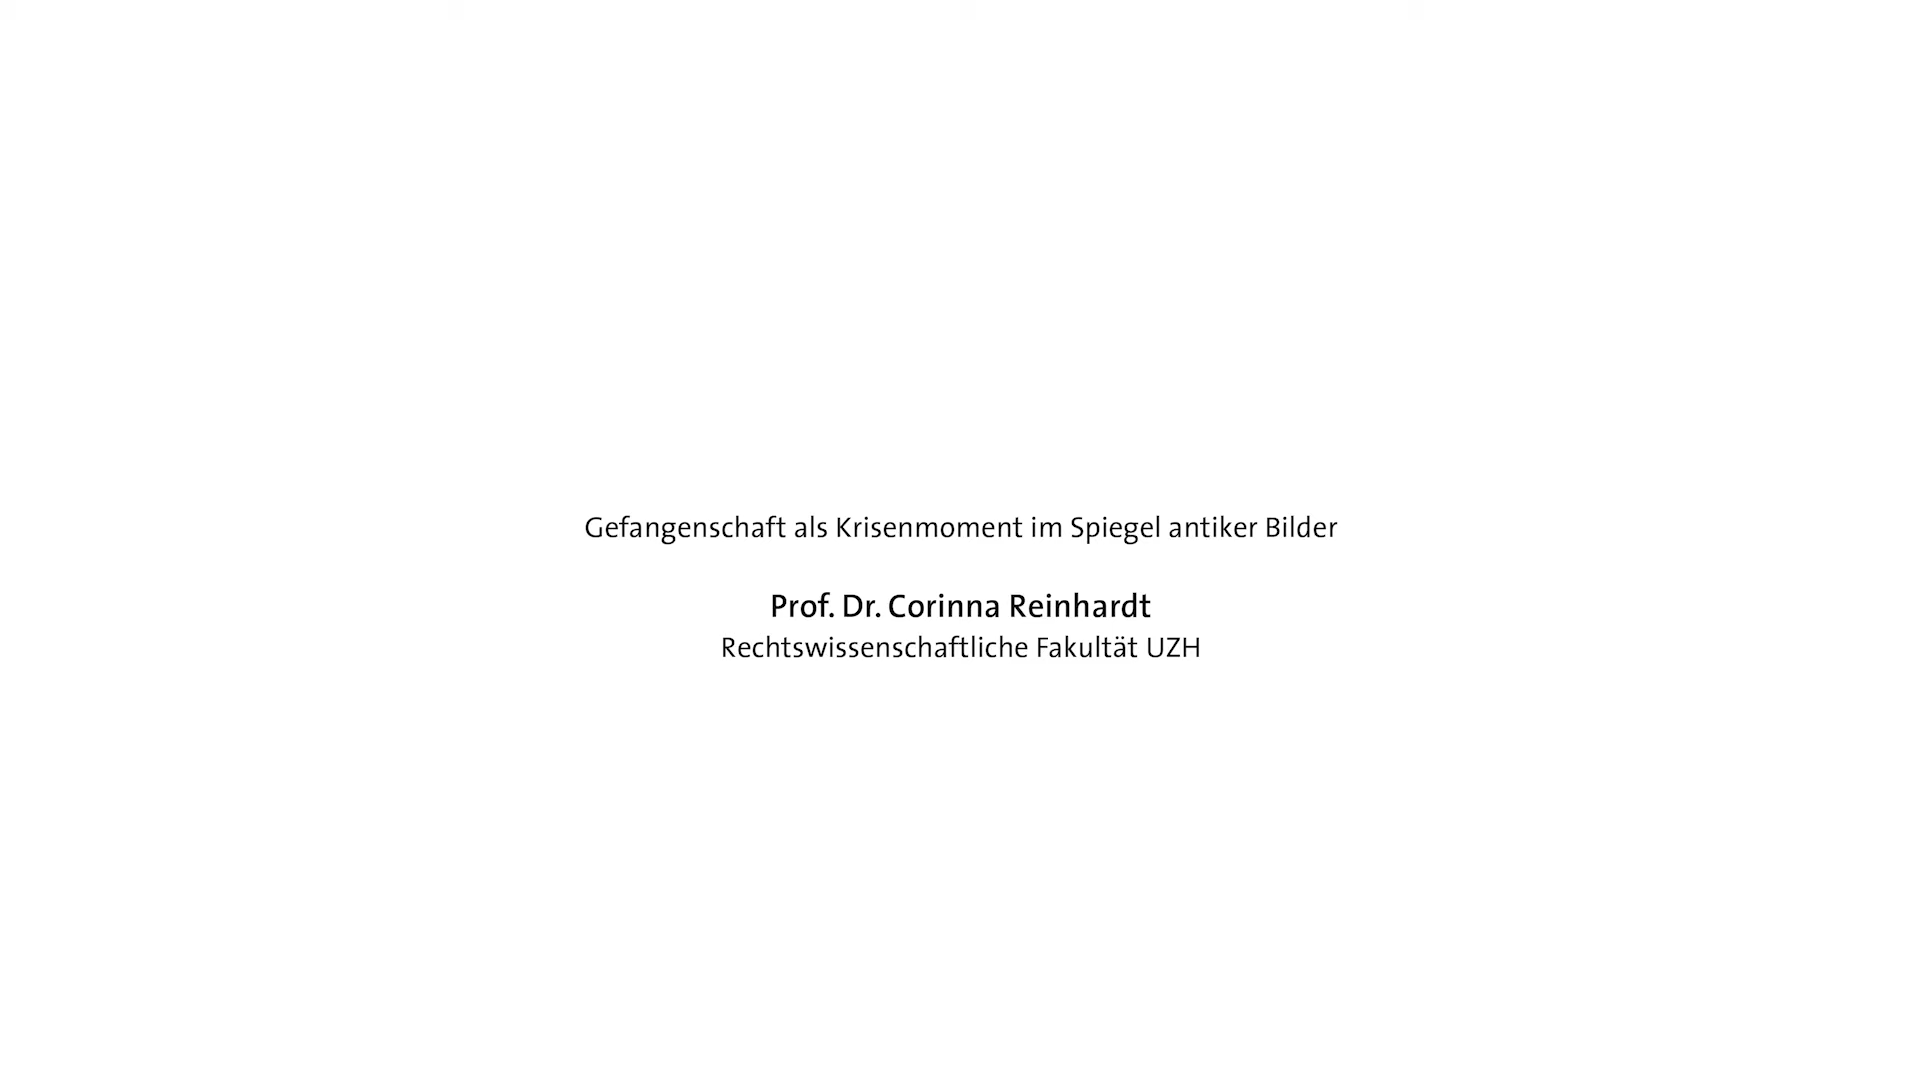 Gefangenschaft als Krisenmoment im Spiegel antiker Bilder
Prof. Dr. Corinna Reinhardt
Rechtswissenschaftliche Fakultät UZH